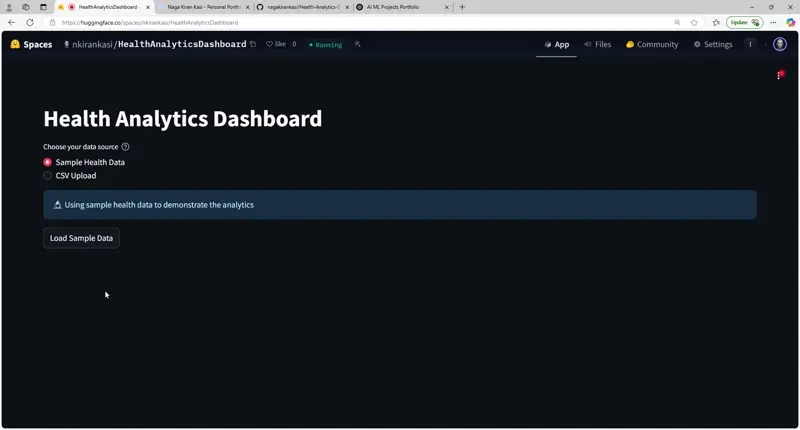 HealthAnalyticsDashboard -
Naga Kiran Kasi - Personal Portfo
nagakirankasi/Health-Analytics-D
AI ML Projects Portfolio
https://huggingface.co/spaces/nkirankasi/HealthAnalyticsDashboard
Update
Spaces
nkirankasi/HealthAnalyticsDashboard
like 0
Running
App
Files
Community
Settings
Health Analytics Dashboard
Choose your data source
Sample Health Data
CSV Upload
Using sample health data to demonstrate the analytics
Load Sample Data